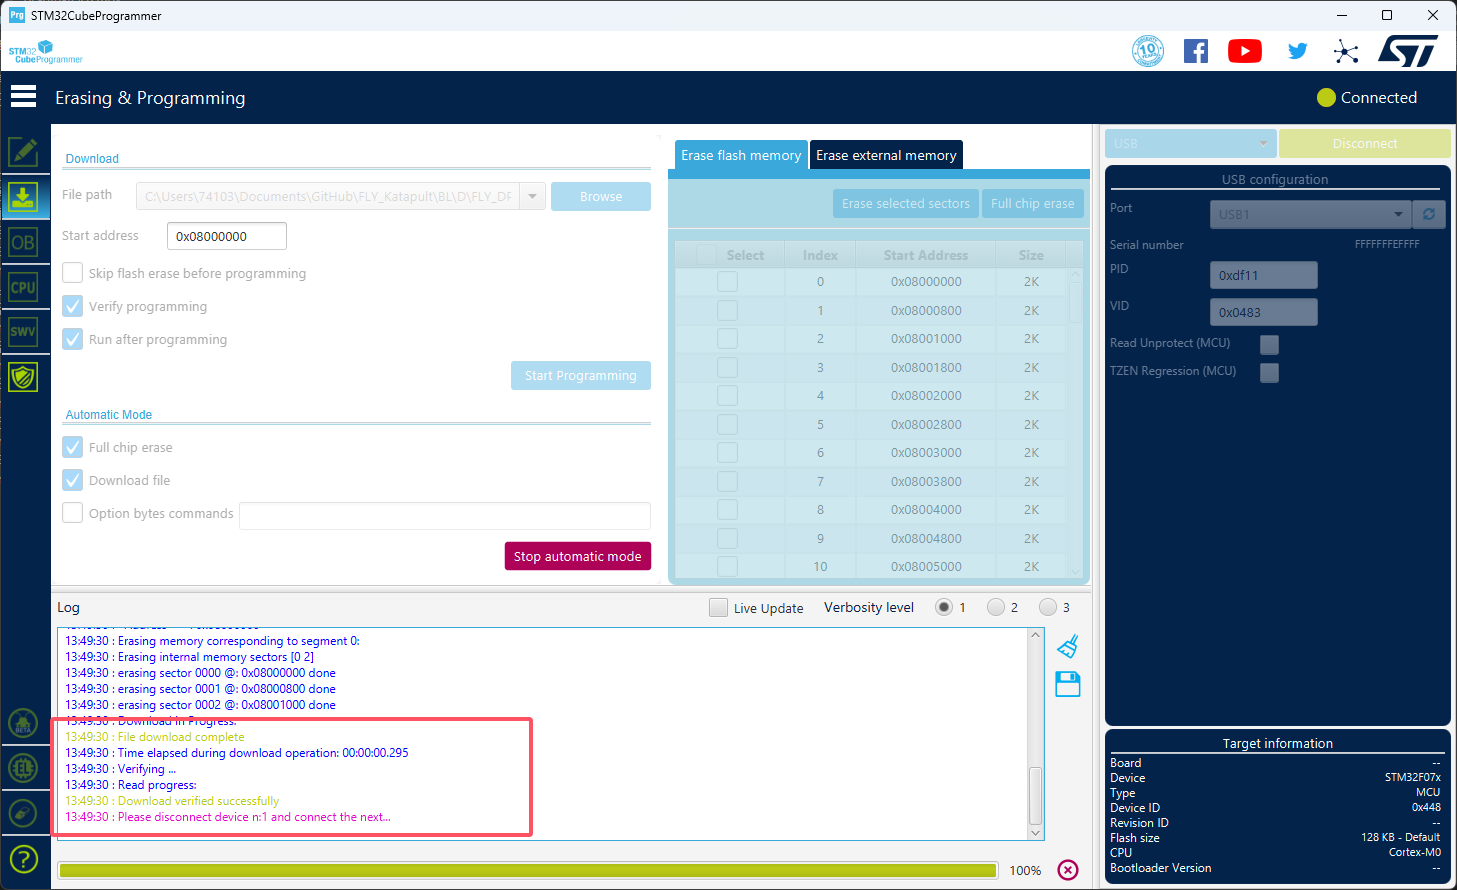 Prg STM32CubeProgrammer
STM32
CubeProgrammer
10
ST
Erasing & Programming
Connected
Download
File path C:\Users\74103\Documents\GitHub\FLY_Katapult\BL\D\FLY_DF Browse
Start address 0x08000000
Skip flash erase before programming
Verify programming
Run after programming
Start Programming
Automatic Mode
Full chip erase
Download file
Option bytes commands
Stop automatic mode
OB
CPU
SWV
BETA
?
Erase flash memory Erase external memory
Erase selected sectors Full chip erase
Select Index Start Address Size
0 0x08000000 2K
1 0x08000800 2K
2 0x08001000 2K
3 0x08001800 2K
4 0x08002000 2K
5 0x08002800 2K
6 0x08003000 2K
7 0x08003800 2K
8 0x08004000 2K
9 0x08004800 2K
10 0x08005000 2K
USB Disconnect
USB configuration
Port USB1
Serial number FFFFFFFEFFFF
PID 0xdf11
VID 0x0483
Read Unprotect (MCU)
TZEN Regression (MCU)
Log Live Update Verbosity level 1 2 3
13:49:30 : Erasing memory corresponding to segment 0:
13:49:30 : Erasing internal memory sectors [0 2]
13:49:30 : erasing sector 0000 @: 0x08000000 done
13:49:30 : erasing sector 0001 @: 0x08000800 done
13:49:30 : erasing sector 0002 @: 0x08001000 done
13:49:30 : Download in Progress:
13:49:30 : File download complete
13:49:30 : Time elapsed during download operation: 00:00:00.295
13:49:30 : Verifying ...
13:49:30 : Read progress:
13:49:30 : Download verified successfully
13:49:30 : Please disconnect device n:1 and connect the next...
100%
Target information
Board --
Device STM32F07x
Type MCU
Device ID 0x448
Revision ID --
Flash size 128 KB - Default
CPU Cortex-M0
Bootloader Version --